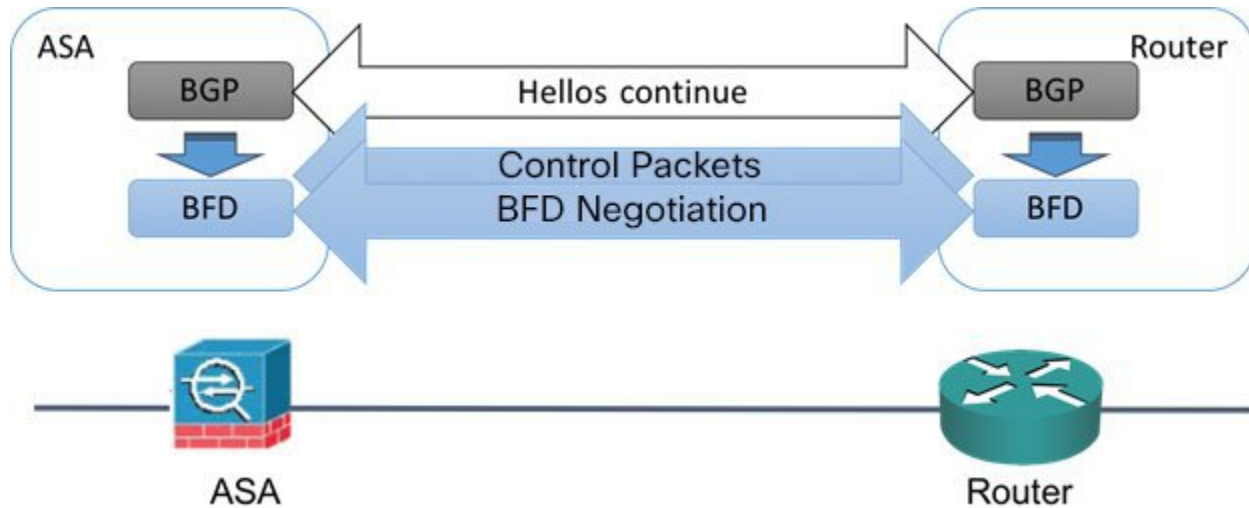 ASA
Router
BGP
Hellos continue
BGP
Control Packets
BFD
BFD Negotiation
BFD
ASA
Router